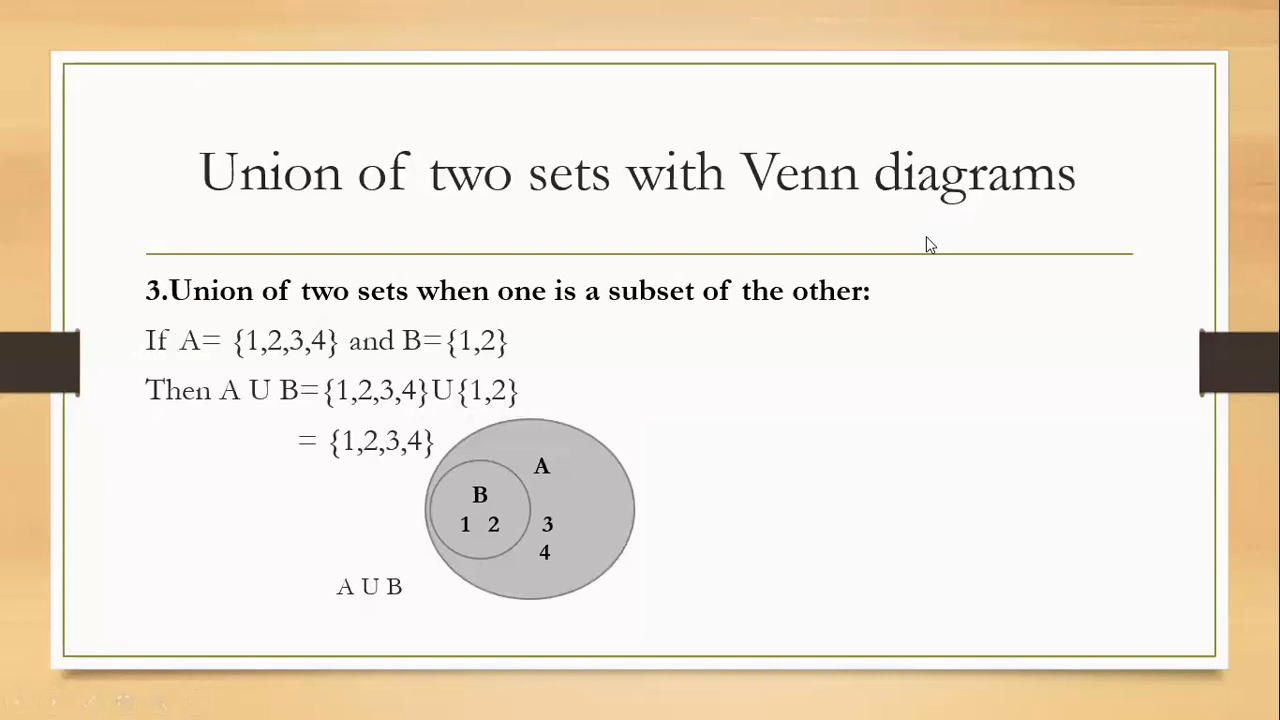 Union of two sets with Venn diagrams
3.Union of two sets when one is a subset of the other:
If A= {1,2,3,4} and B={1,2}
Then A U B={1,2,3,4}U{1,2}
= {1,2,3,4}
A
B
1 2 3
4
A U B